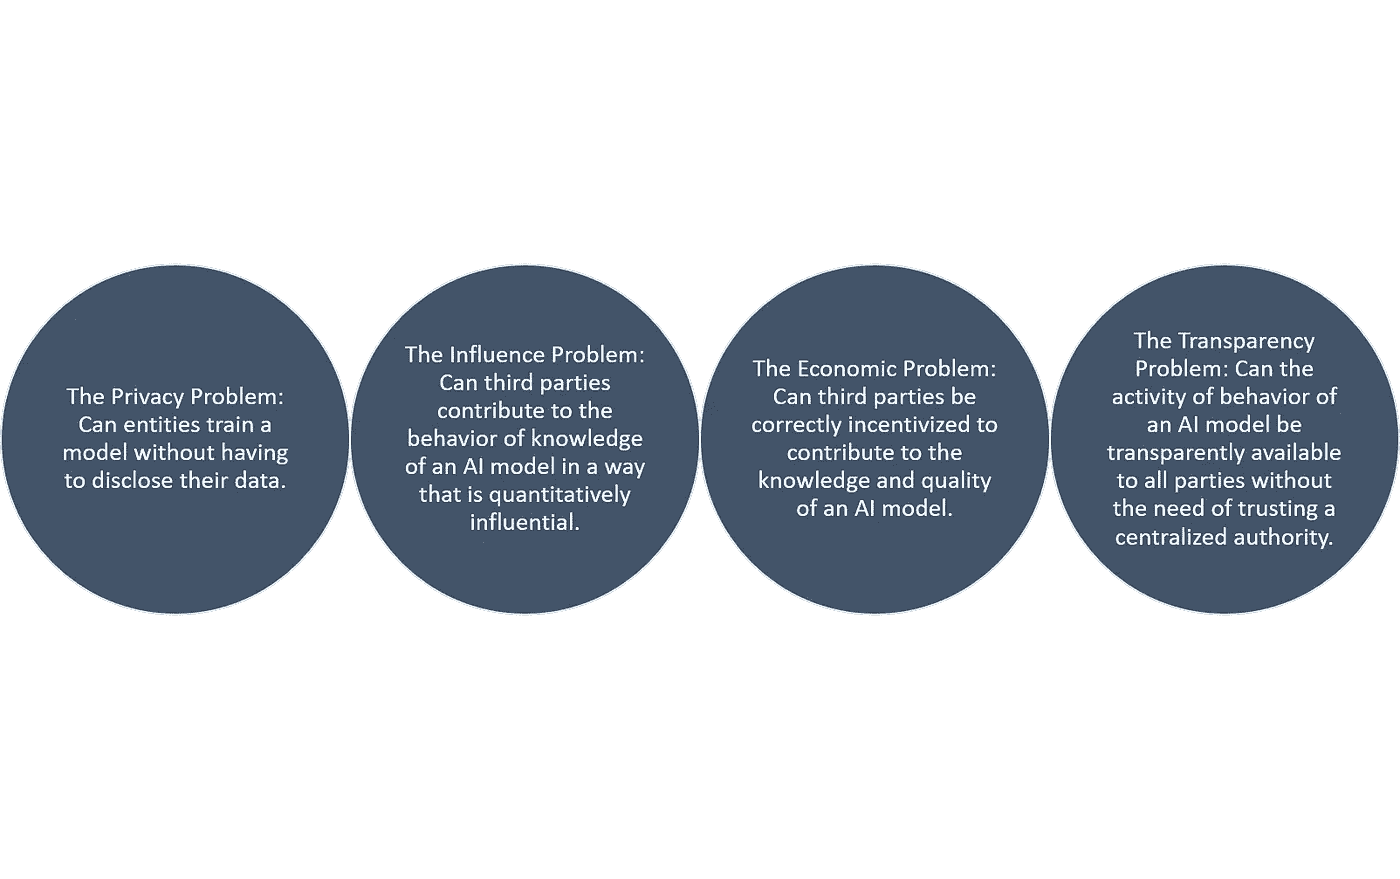 The Privacy Problem:
Can entities train a
model without having
to disclose their data.
The Influence Problem:
Can third parties
contribute to the
behavior of knowledge
of an AI model in a way
that is quantitatively
influential.
The Economic Problem:
Can third parties be
correctly incentivized to
contribute to the
knowledge and quality
of an AI model.
The Transparency
Problem: Can the
activity of behavior of
an AI model be
transparently available
to all parties without
the need of trusting a
centralized authority.